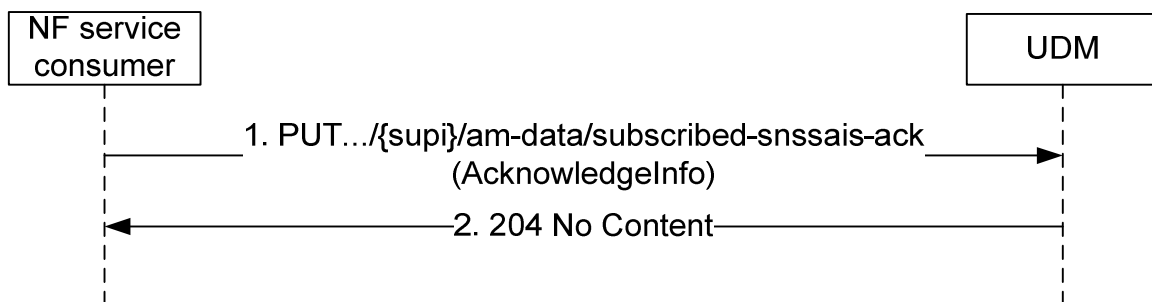 NF service
consumer
UDM
1. PUT.../{supi}/am-data/subscribed-snssais-ack
(AcknowledgeInfo)
2. 204 No Content